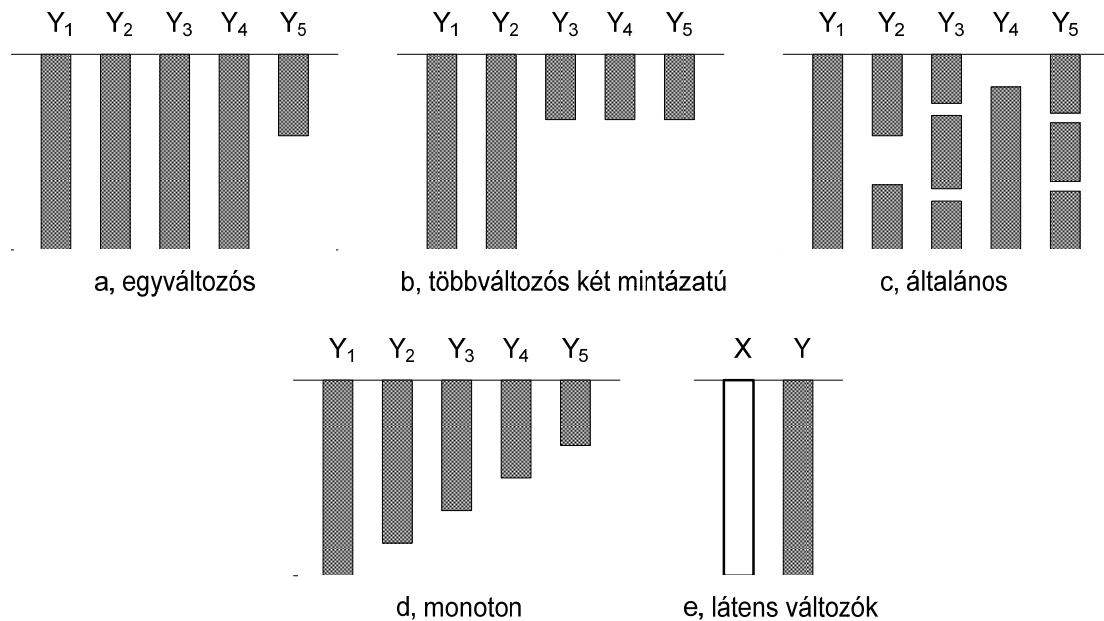 Y₁ Y₂ Y₃ Y₄ Y₅
Y₁ Y₂ Y₃ Y₄ Y₅
Y₁ Y₂ Y₃ Y₄ Y₅
a, egyváltozós
b, többváltozós két mintázatú
c, általános
Y₁ Y₂ Y₃ Y₄ Y₅
X Y
d, monoton
e, látens változók